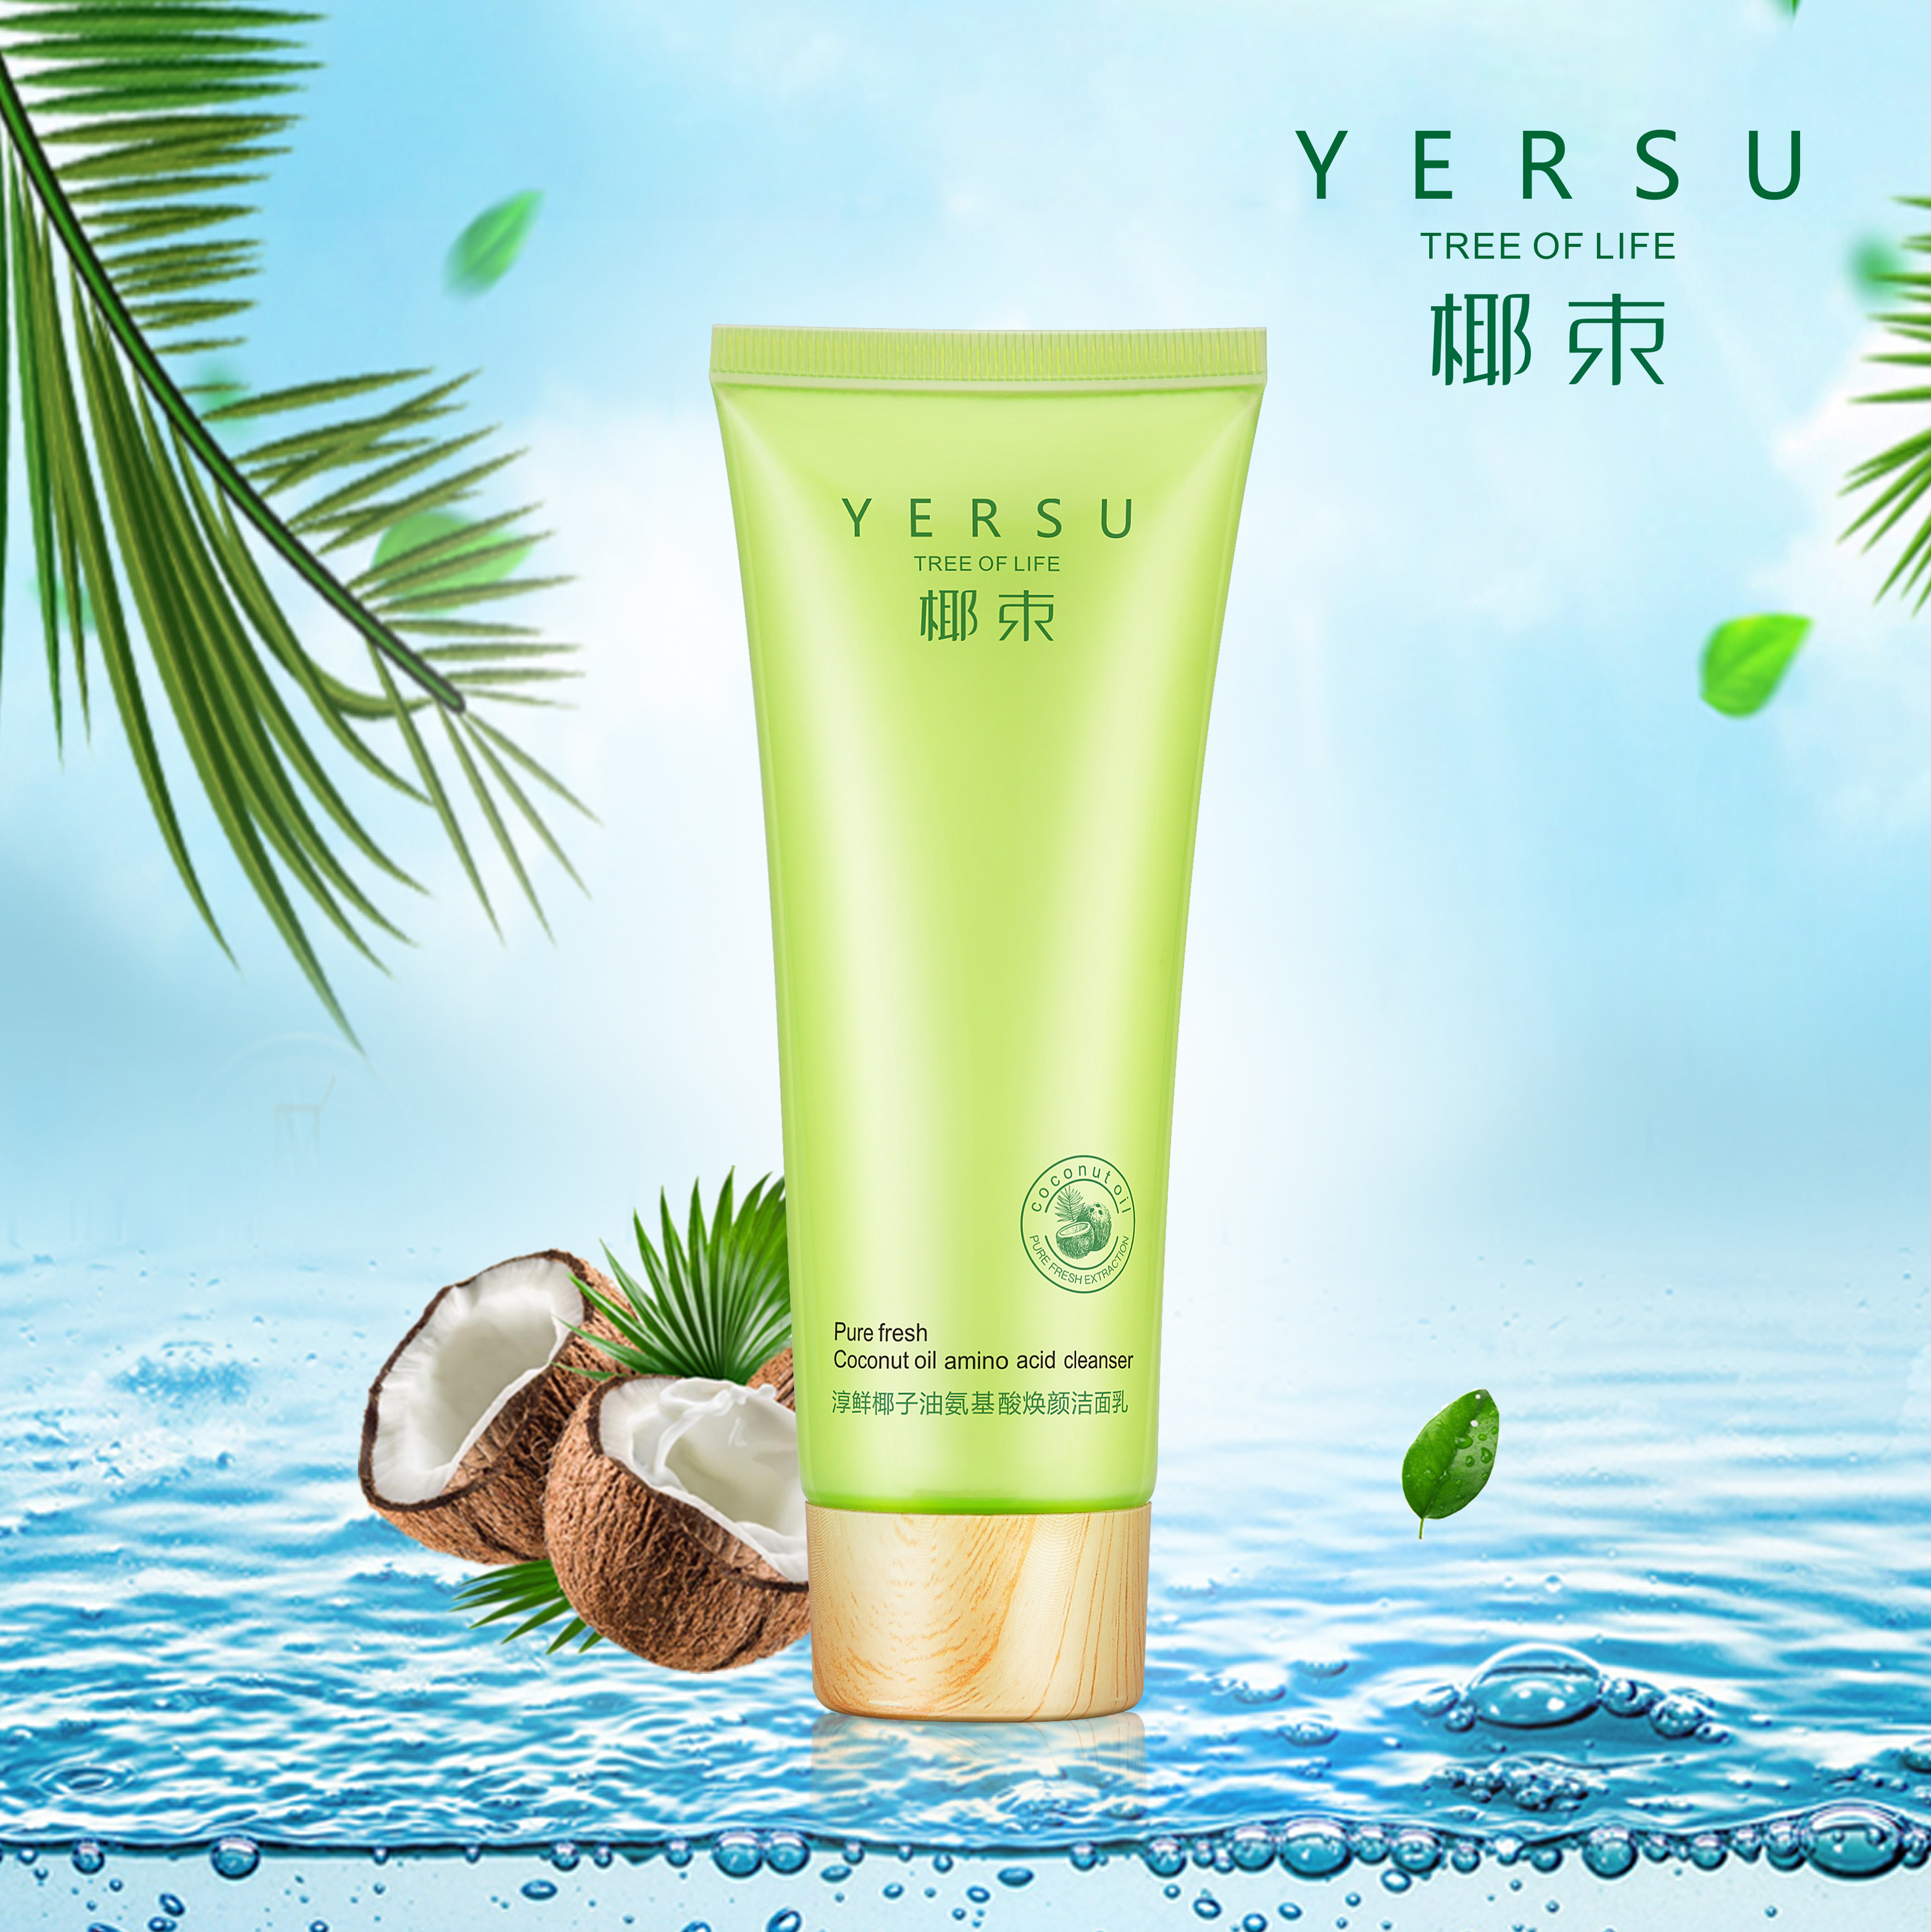 YERSU
TREE OF LIFE
椰束
YERSU
TREE OF LIFE
椰束
coconut oil
PURE FRESH EXTRACTION
Pure fresh
Coconut oil amino acid cleanser
淳鲜椰子油氨基酸焕颜洁面乳